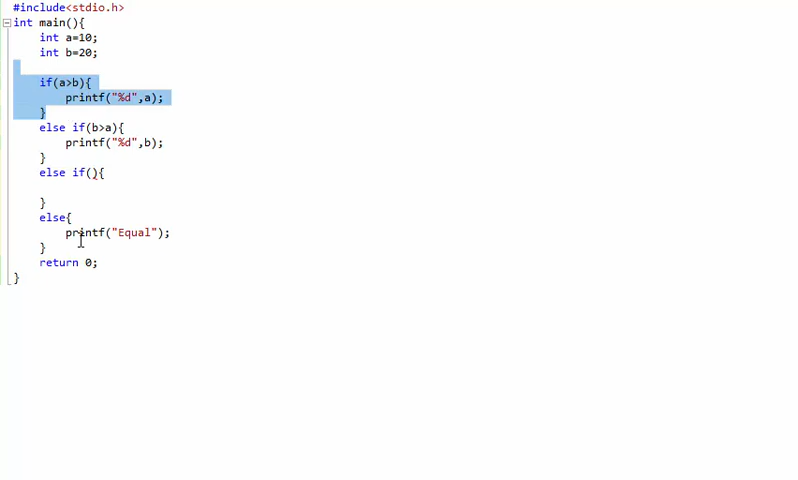 #include<stdio.h>
int main(){
int a=10;
int b=20;
if(a>b){
printf("%d",a);
}
else if(b>a){
printf("%d",b);
}
else if(){
}
else{
printf("Equal");
}
return 0;
}